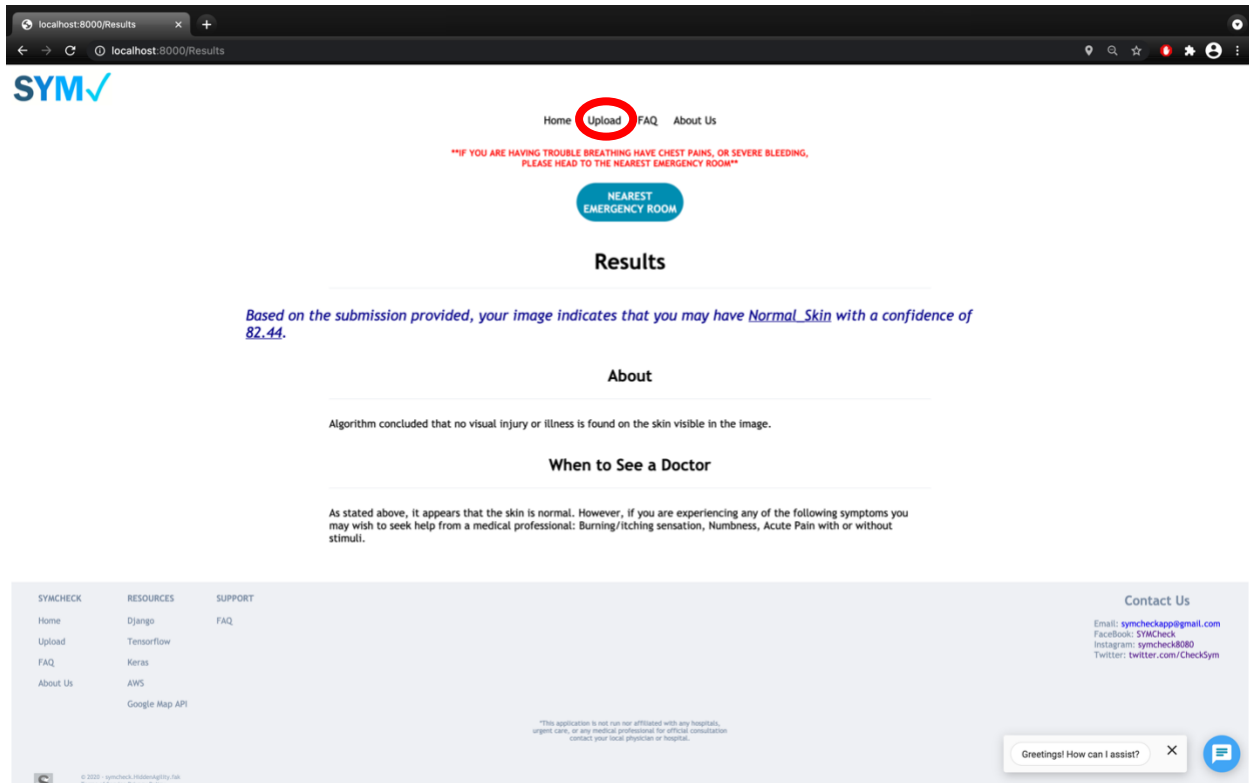 localhost:8000/Results
localhost:8000/Results
SYM✓
Home Upload FAQ About Us
**IF YOU ARE HAVING TROUBLE BREATHING HAVE CHEST PAINS, OR SEVERE BLEEDING,
PLEASE HEAD TO THE NEAREST EMERGENCY ROOM**
NEAREST
EMERGENCY ROOM
Results
Based on the submission provided, your image indicates that you may have Normal_Skin with a confidence of
82.44.
About
Algorithm concluded that no visual injury or illness is found on the skin visible in the image.
When to See a Doctor
As stated above, it appears that the skin is normal. However, if you are experiencing any of the following symptoms you
may wish to seek help from a medical professional: Burning/itching sensation, Numbness, Acute Pain with or without
stimuli.
SYMCHECK
Home
Upload
FAQ
About Us
RESOURCES
Django
Tensorflow
Keras
AWS
Google Map API
SUPPORT
FAQ
Contact Us
Email: symcheckapp@gmail.com
FaceBook: SYMCheck
Instagram: symcheck8080
Twitter: twitter.com/CheckSym
*This application is not run nor affiliated with any hospitals,
urgent care, or any medical professional for official consultation
contact your local physician or hospital.
Greetings! How can I assist?
S
© 2020 - symcheck.HiddenAgility.fak